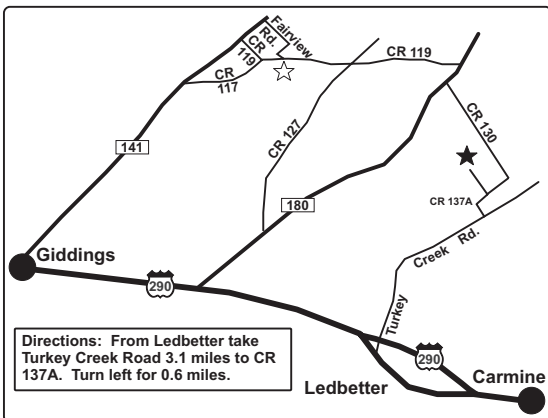 Fairview
Rd.
CR
119
CR
117
CR 119
CR 127
CR 130
141
180
CR 137A
Giddings
290
Turkey
Creek Rd.
290
Directions: From Ledbetter take
Turkey Creek Road 3.1 miles to CR
137A. Turn left for 0.6 miles.
Ledbetter
Carmine